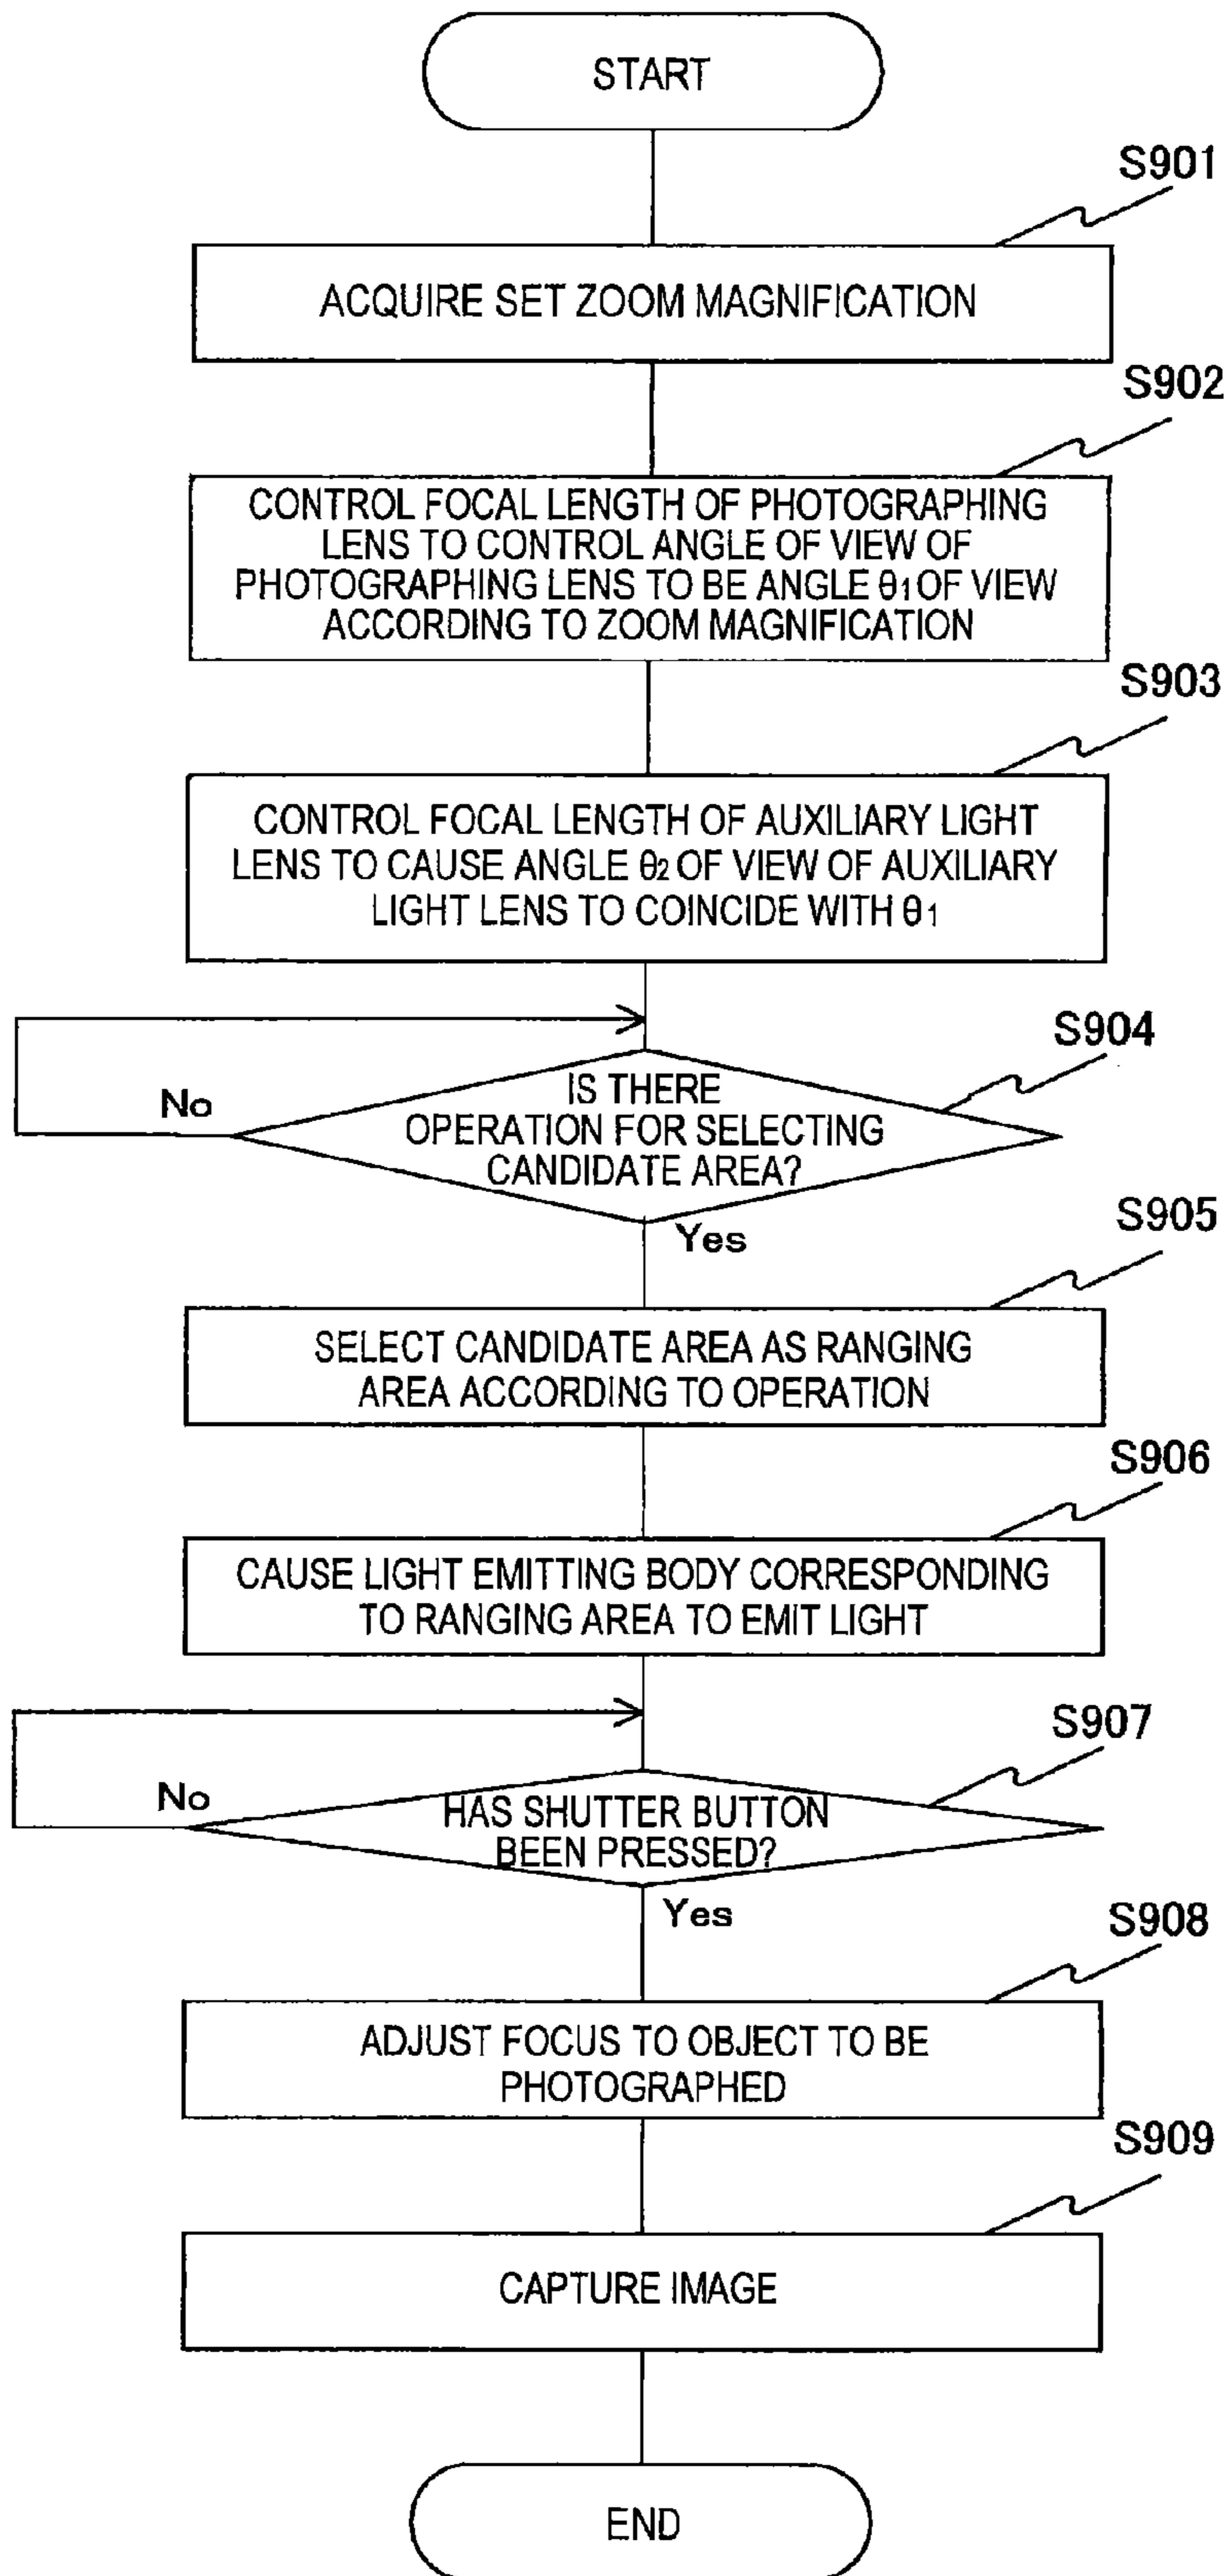 START
S901
ACQUIRE SET ZOOM MAGNIFICATION
S902
CONTROL FOCAL LENGTH OF PHOTOGRAPHING
LENS TO CONTROL ANGLE OF VIEW OF
PHOTOGRAPHING LENS TO BE ANGLE θ1 OF VIEW
ACCORDING TO ZOOM MAGNIFICATION
S903
CONTROL FOCAL LENGTH OF AUXILIARY LIGHT
LENS TO CAUSE ANGLE θ2 OF VIEW OF AUXILIARY
LIGHT LENS TO COINCIDE WITH θ1
S904
IS THERE
OPERATION FOR SELECTING
CANDIDATE AREA?
No
Yes
S905
SELECT CANDIDATE AREA AS RANGING
AREA ACCORDING TO OPERATION
S906
CAUSE LIGHT EMITTING BODY CORRESPONDING
TO RANGING AREA TO EMIT LIGHT
S907
HAS SHUTTER BUTTON
BEEN PRESSED?
No
Yes
S908
ADJUST FOCUS TO OBJECT TO BE
PHOTOGRAPHED
S909
CAPTURE IMAGE
END